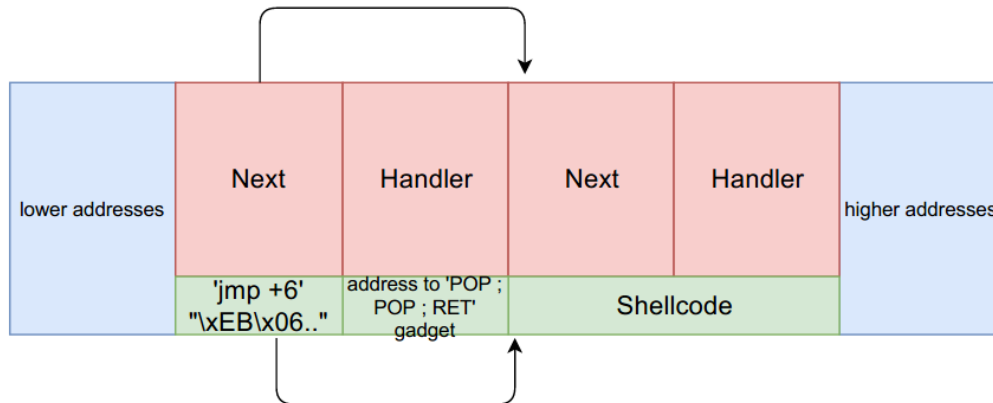 lower addresses
Next
Handler
Next
Handler
higher addresses
'jmp +6'
"\xEB\x06.."
address to 'POP ;
POP ; RET'
gadget
Shellcode